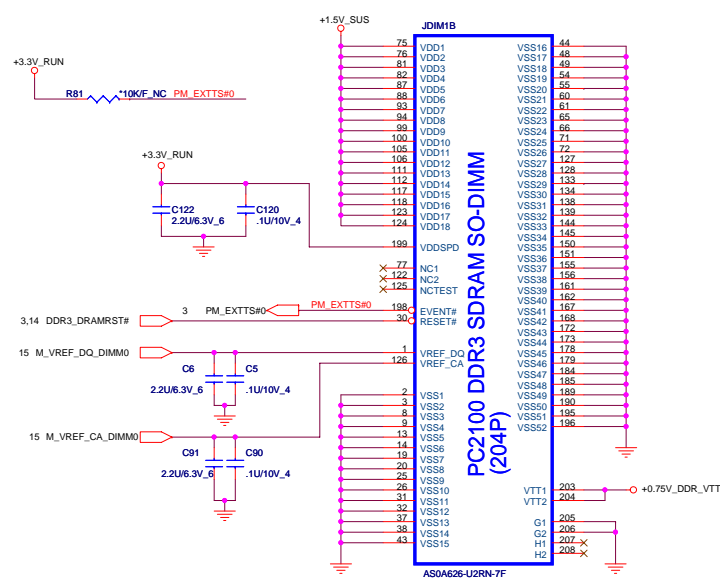 +1.5V_SUS
JDIM1B
+3.3V_RUN
R81 *10K/F_NC PM_EXTTS#0
75 VDD1 VSS16 44
76 VDD2 VSS17 48
81 VDD3 VSS18 49
82 VDD4 VSS19 54
87 VDD5 VSS20 55
88 VDD6 VSS21 60
93 VDD7 VSS22 61
94 VDD8 VSS23 65
99 VDD9 VSS24 66
100 VDD10 VSS25 71
105 VDD11 VSS26 72
106 VDD12 VSS27 127
111 VDD13 VSS28 128
112 VDD14 VSS29 133
117 VDD15 VSS30 134
118 VDD16 VSS31 138
123 VDD17 VSS32 139
124 VDD18 VSS33 144
VSS34 145
199 VDDSPD VSS35 150
VSS36 151
77 NC1 VSS37 155
122 NC2 VSS38 156
125 NCTEST VSS39 161
VSS40 162
198 EVENT# VSS41 167
30 RESET# VSS42 168
VSS43 172
VSS44 173
1 VREF_DQ VSS45 178
126 VREF_CA VSS46 179
VSS47 184
VSS48 185
2 VSS1 VSS49 189
3 VSS2 VSS50 190
8 VSS3 VSS51 195
9 VSS4 VSS52 196
13 VSS5
14 VSS6
19 VSS7
20 VSS8
25 VSS9
26 VSS10 VTT1 203
31 VSS11 VTT2 204
32 VSS12
37 VSS13 G1 205
38 VSS14 G2 206
43 VSS15 H1 207
H2 208
+3.3V_RUN
C122
2.2U/6.3V_6
C120
.1U/10V_4
3 PM_EXTTS#0 PM_EXTTS#0
3,14 DDR3_DRAMRST#
15 M_VREF_DQ_DIMM0
C6
2.2U/6.3V_6
C5
.1U/10V_4
15 M_VREF_CA_DIMM0
C91
2.2U/6.3V_6
C90
.1U/10V_4
PC2100 DDR3 SDRAM SO-DIMM
(204P)
+0.75V_DDR_VTT
AS0A626-U2RN-7F